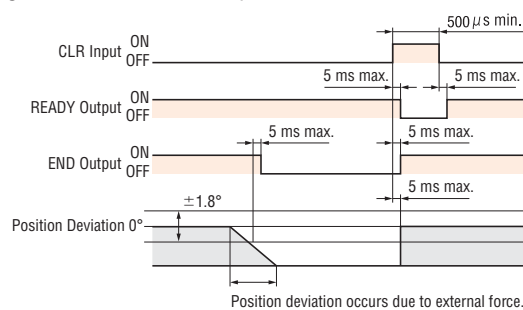 500μs min.
CLR Input ON
OFF
5 ms max. 5 ms max.
READY Output ON
OFF
5 ms max. 5 ms max.
END Output ON
OFF
5 ms max.
±1.8°
Position Deviation 0°
Position deviation occurs due to external force.